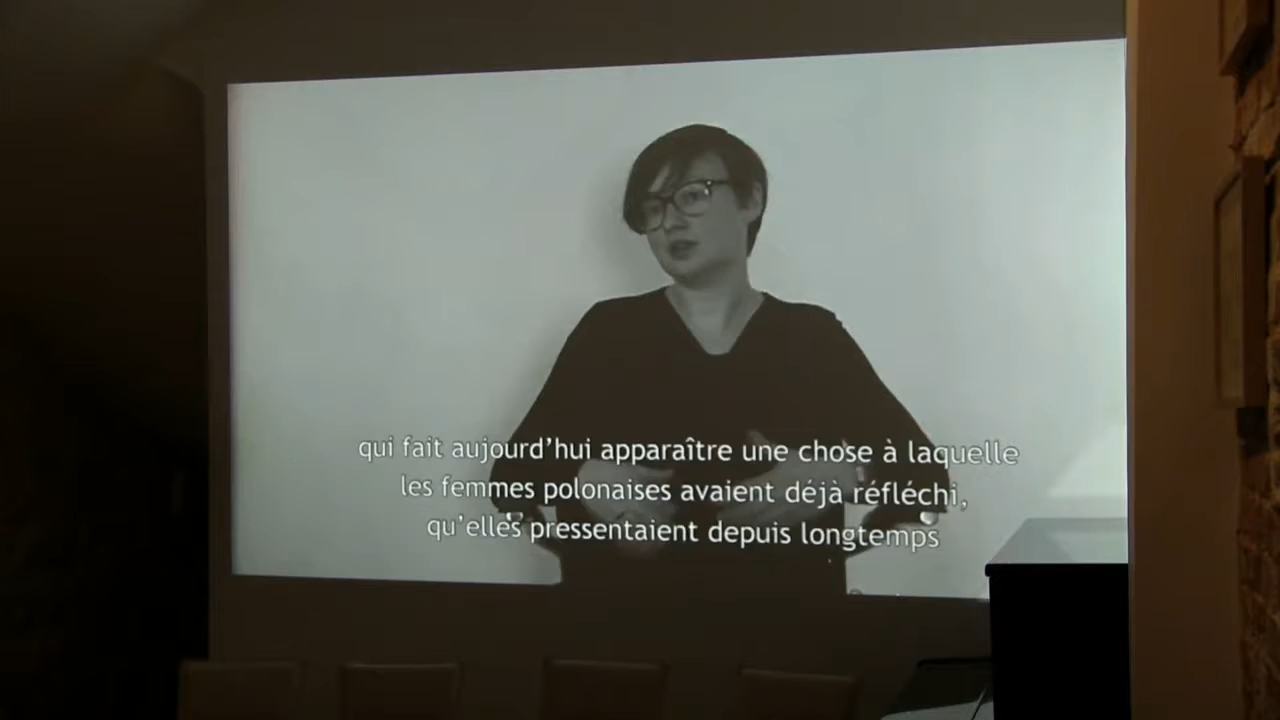 qui fait aujourd'hui apparaître une chose à laquelle
les femmes polonaises avaient déjà réfléchi,
qu'elles pressentaient depuis longtemps